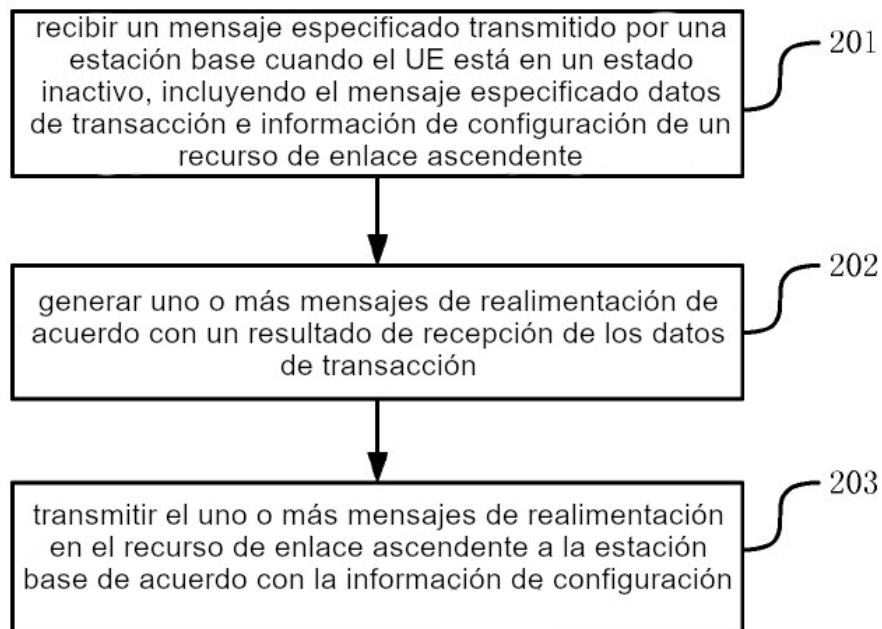 recibir un mensaje especificado transmitido por una
estación base cuando el UE está en un estado
inactivo, incluyendo el mensaje especificado datos
de transacción e información de configuración de un
recurso de enlace ascendente
201
generar uno o más mensajes de realimentación de
acuerdo con un resultado de recepción de los datos
de transacción
202
transmitir el uno o más mensajes de realimentación
en el recurso de enlace ascendente a la estación
base de acuerdo con la información de configuración
203